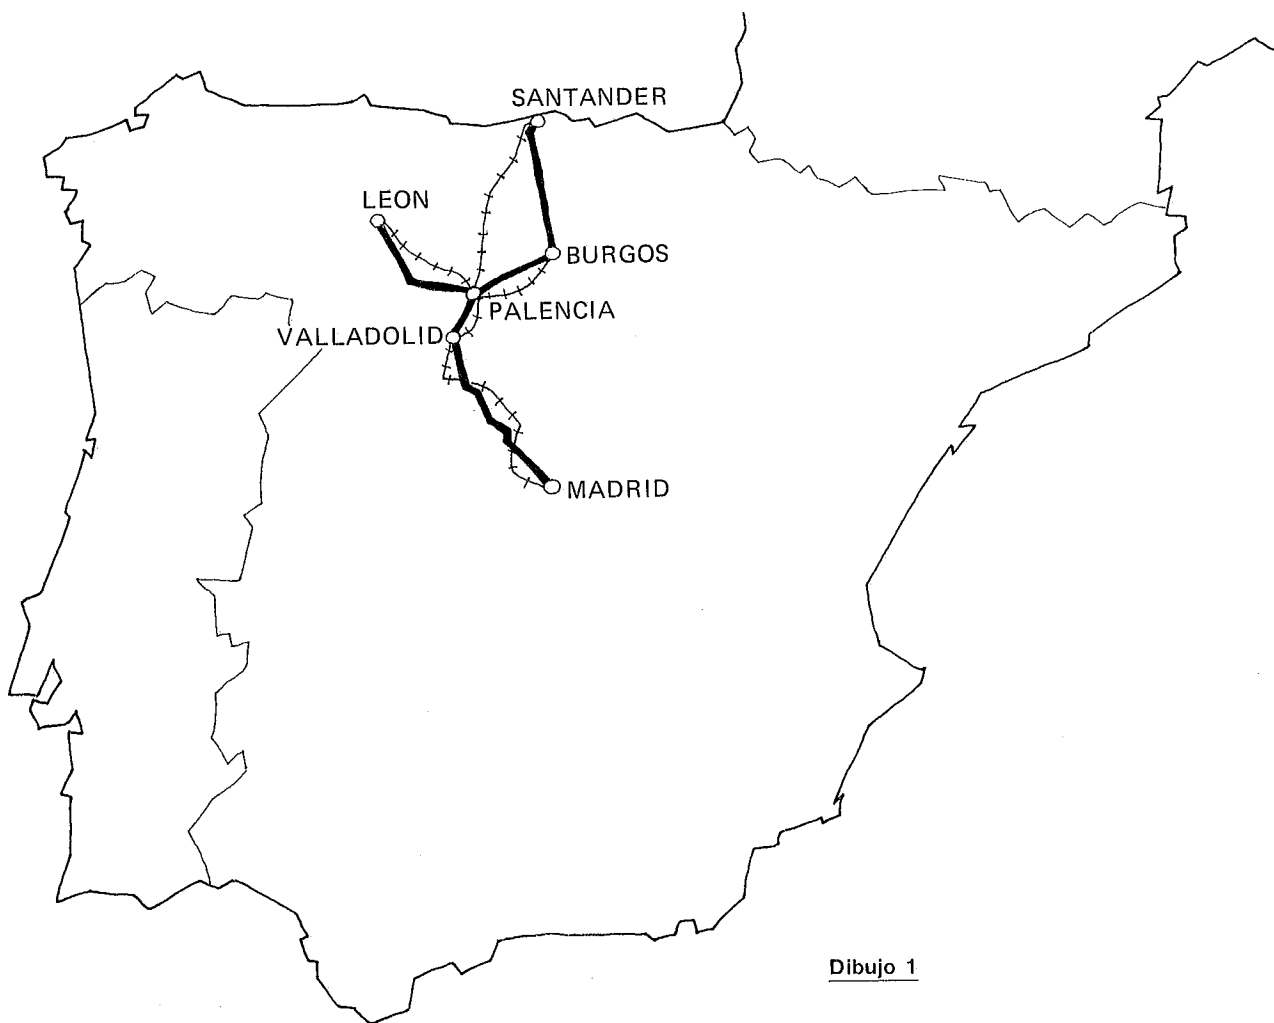 SANTANDER
LEON
BURGOS
PALENCIA
VALLADOLID
MADRID
Dibujo 1